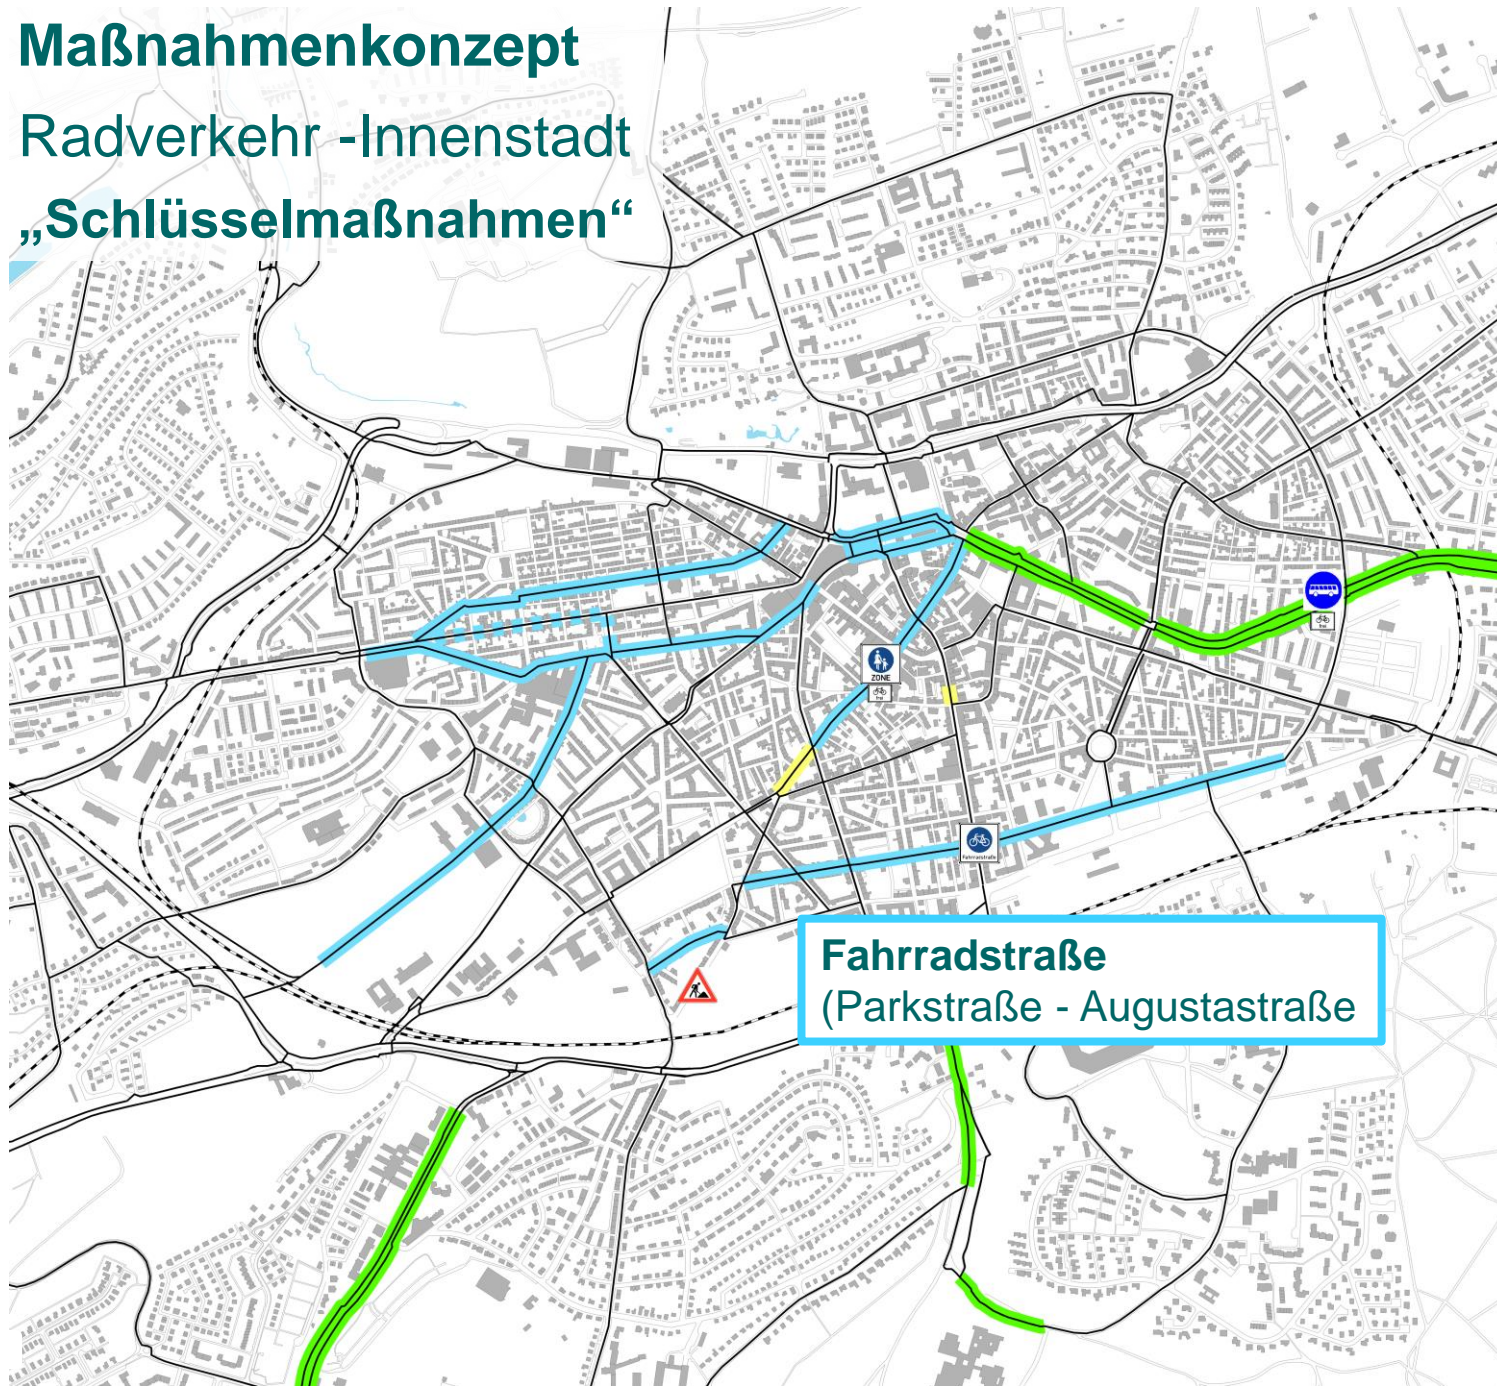 Maßnahmenkonzept
Radverkehr -Innenstadt
„Schlüsselmaßnahmen“
frei
ZONE
frei
Fahrradstraße
Fahrradstraße
(Parkstraße - Augustastraße